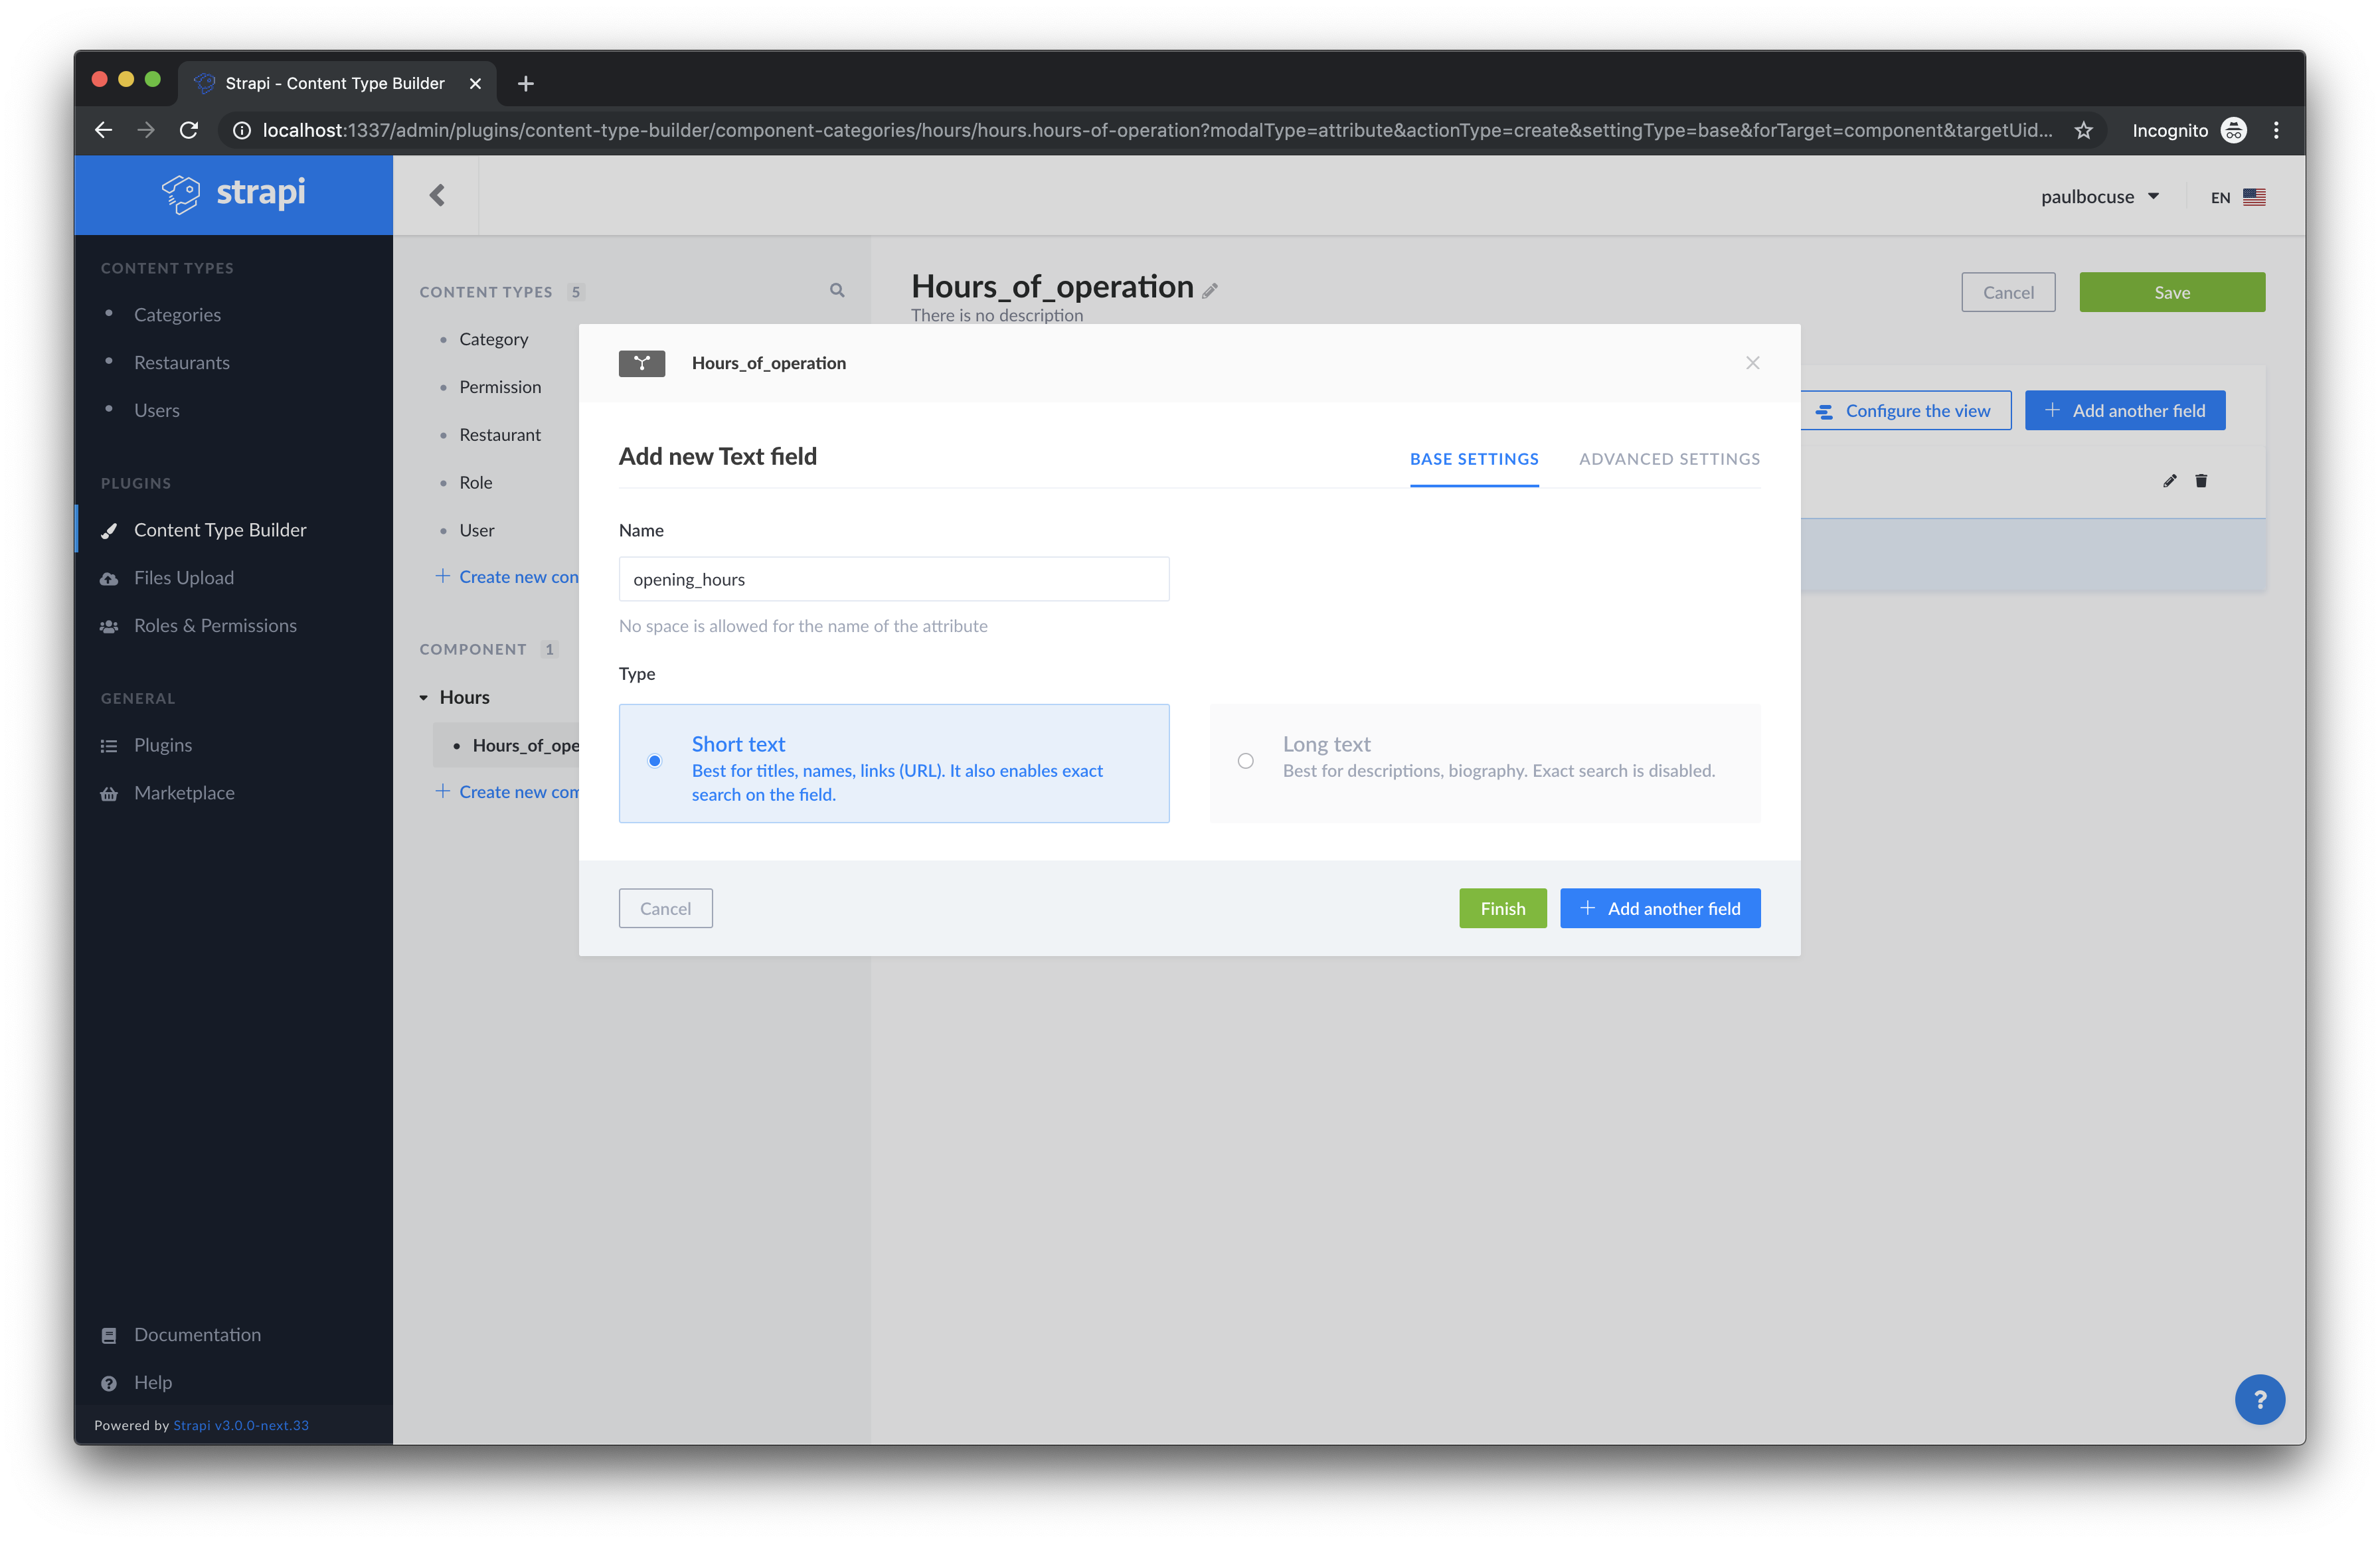 Strapi - Content Type Builder
localhost:1337/admin/plugins/content-type-builder/component-categories/hours/hours.hours-of-operation?modalType=attribute&actionType=create&settingType=base&forTarget=component&targetUid...
Incognito
strapi
paulbocuse
EN
CONTENT TYPES
Categories
Restaurants
Users
PLUGINS
Content Type Builder
Files Upload
Roles & Permissions
GENERAL
Plugins
Marketplace
Documentation
Help
Powered by Strapi v3.0.0-next.33
CONTENT TYPES 5
Category
Permission
Restaurant
Role
User
+ Create new con
COMPONENT 1
Hours
Hours_of_ope
+ Create new com
Hours_of_operation
There is no description
Cancel
Save
Configure the view
+ Add another field
Hours_of_operation
Add new Text field
BASE SETTINGS
ADVANCED SETTINGS
Name
opening_hours
No space is allowed for the name of the attribute
Type
Short text
Best for titles, names, links (URL). It also enables exact
search on the field.
Long text
Best for descriptions, biography. Exact search is disabled.
Cancel
Finish
+ Add another field
?